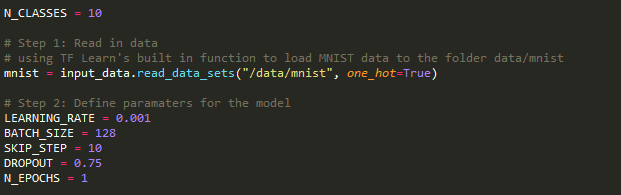 N_CLASSES = 10
# Step 1: Read in data
# using TF Learn's built in function to load MNIST data to the folder data/mnist
mnist = input_data.read_data_sets("/data/mnist", one_hot=True)
# Step 2: Define paramaters for the model
LEARNING_RATE = 0.001
BATCH_SIZE = 128
SKIP_STEP = 10
DROPOUT = 0.75
N_EPOCHS = 1